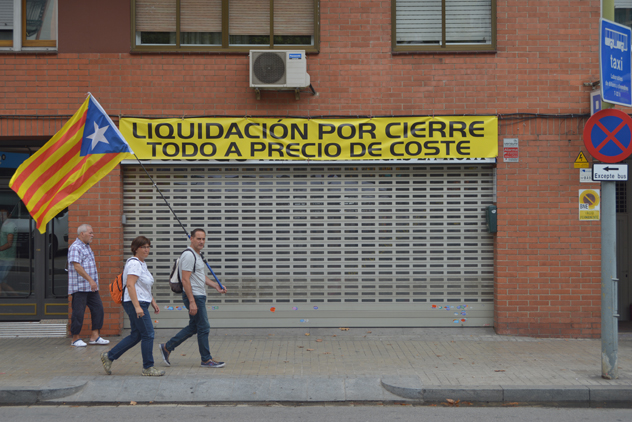 LIQUIDACIÓN POR CIERRE
TODO A PRECIO DE COSTE
taxi
Excepte bus